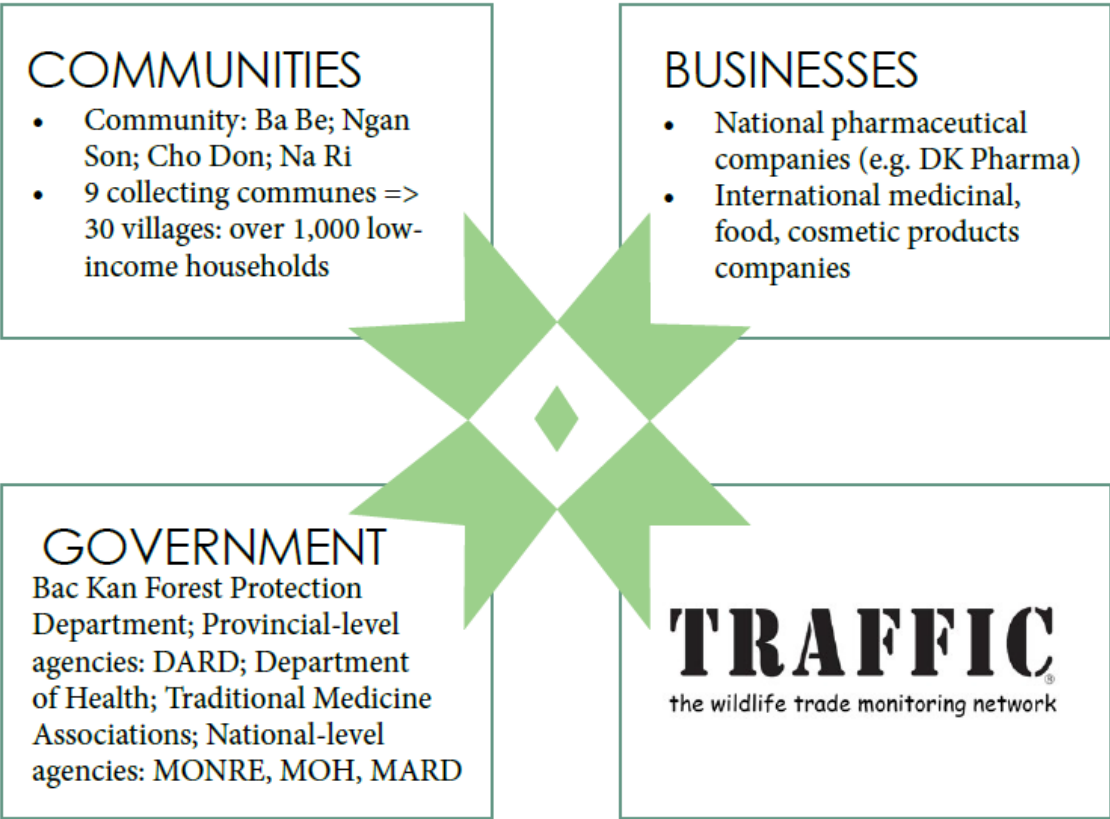 COMMUNITIES
• Community: Ba Be; Ngan
Son; Cho Don; Na Ri
• 9 collecting communes =>
30 villages: over 1,000 low-
income households
BUSINESSES
• National pharmaceutical
companies (e.g. DK Pharma)
• International medicinal,
food, cosmetic products
companies
GOVERNMENT
Bac Kan Forest Protection
Department; Provincial-level
agencies: DARD; Department
of Health; Traditional Medicine
Associations; National-level
agencies: MONRE, MOH, MARD
TRAFFIC®
the wildlife trade monitoring network